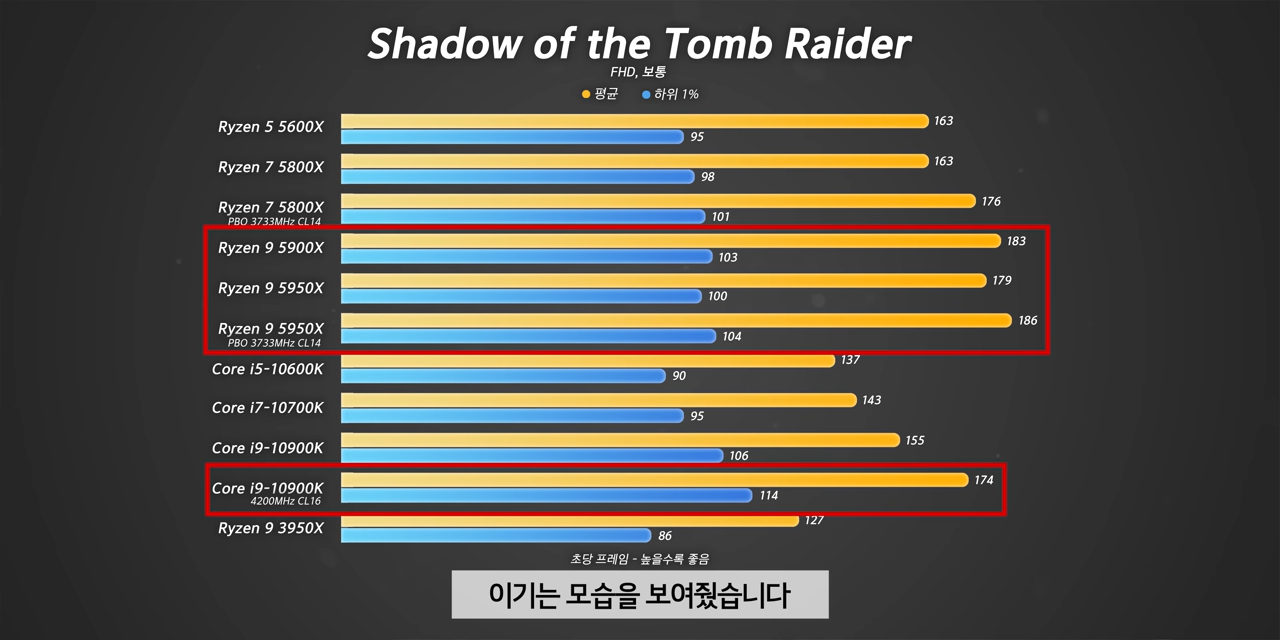 Shadow of the Tomb Raider
FHD, 보통
평균 하위 1%
Ryzen 5 5600X 163
95
Ryzen 7 5800X 163
98
Ryzen 7 5800X 176
PBO 3733MHz CL14 101
Ryzen 9 5900X 183
103
Ryzen 9 5950X 179
100
Ryzen 9 5950X 186
PBO 3733MHz CL14 104
Core i5-10600K 137
90
Core i7-10700K 143
95
Core i9-10900K 155
106
Core i9-10900K 174
4200MHz CL16 114
Ryzen 9 3950X 127
86
초당 프레임 - 높을수록 좋음
이기는 모습을 보여줬습니다